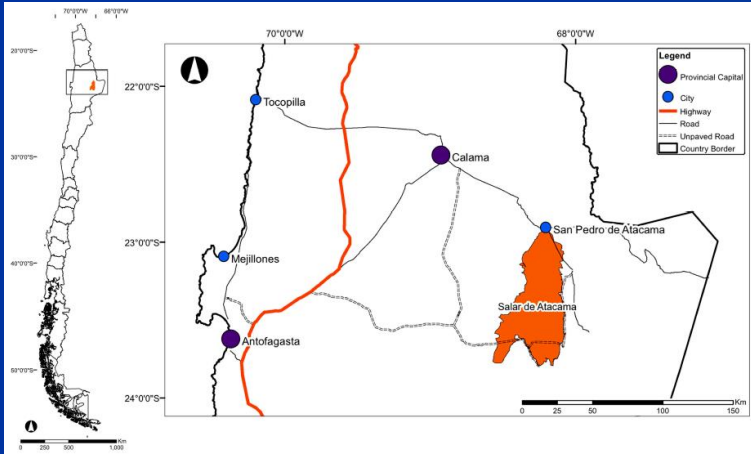 70°0'0"W 66°0'0"W
20°0'0"S
30°0'0"S
40°0'0"S
50°0'0"S
0 250 500 1,000 Km
70°0'0"W 68°0'0"W
22°0'0"S
23°0'0"S
24°0'0"S
Tocopilla
Calama
San Pedro de Atacama
Mejillones
Salar de Atacama
Antofagasta
Legend
Provincial Capital
City
Highway
Road
Unpaved Road
Country Border
Km
0 25 50 100 150